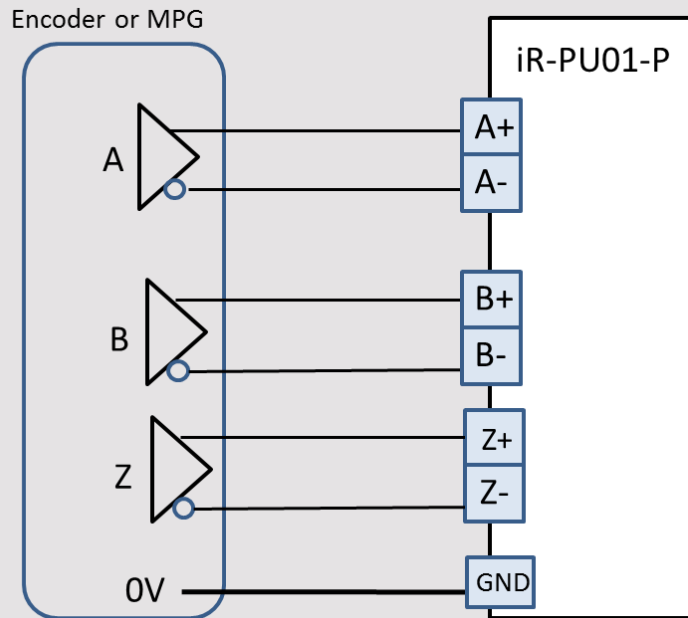 Encoder or MPG
iR-PU01-P
A
A+
A-
B
B+
B-
Z
Z+
Z-
0V
GND